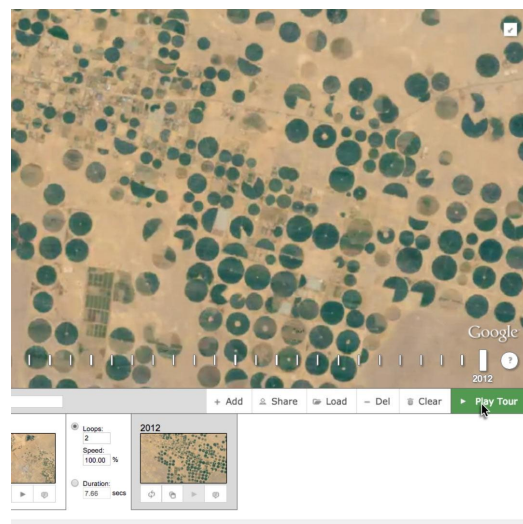 Google
?
2012
+ Add
Share
Load
− Del
Clear
Play Tour
Loops:
2
Speed:
100.00 %
Duration:
7.66 secs
2012